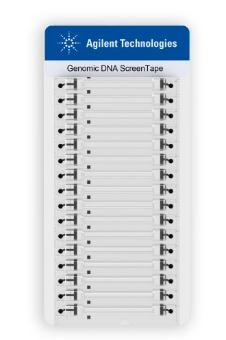 Agilent Technologies
Genomic DNA ScreenTape